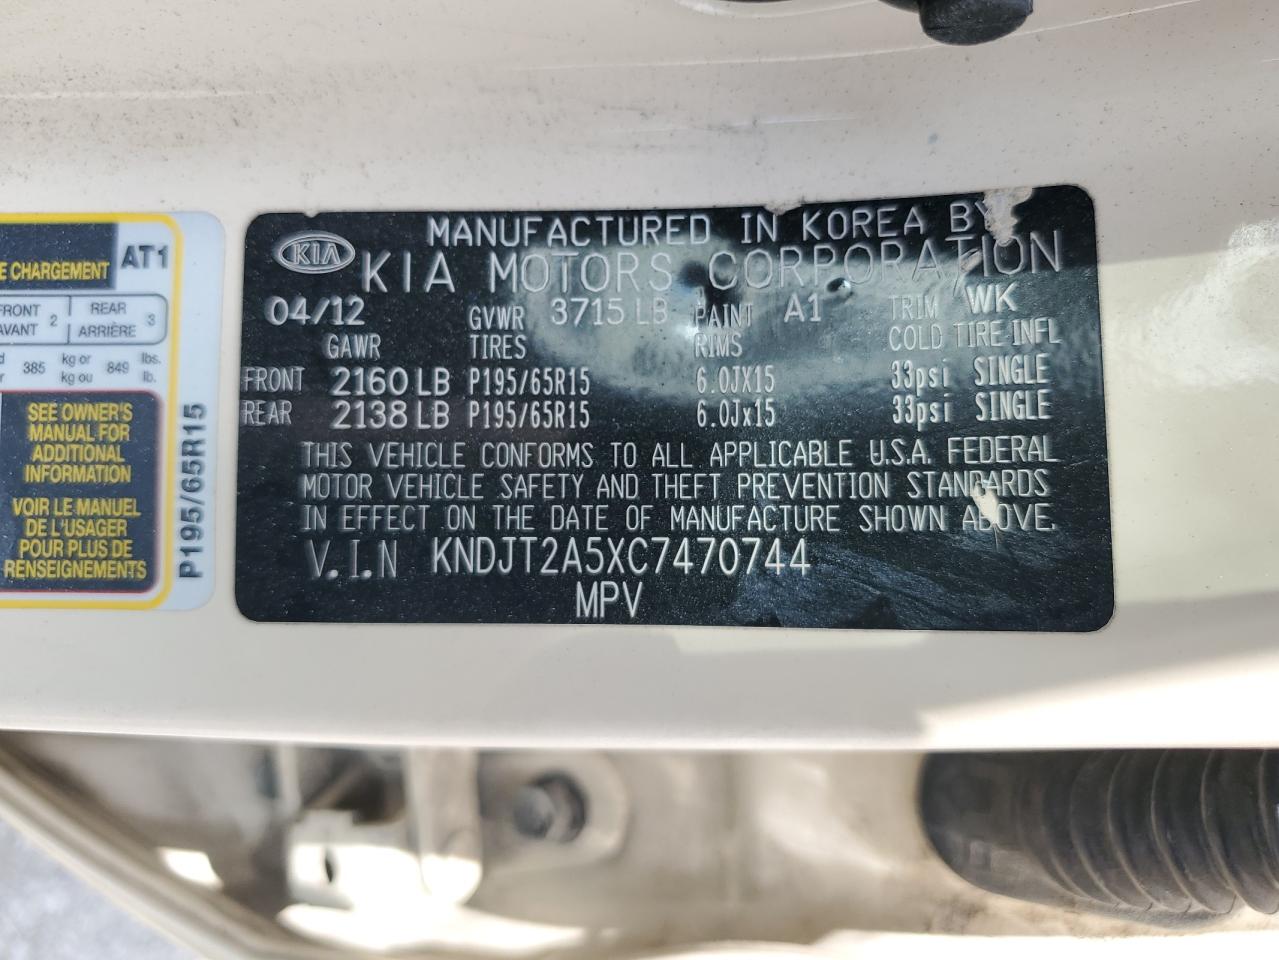 E CHARGEMENT AT1
FRONT 2 REAR 3
AVANT ARRIÈRE
385 kg or 849 lbs.
kg ou lb.
SEE OWNER'S
MANUAL FOR
ADDITIONAL
INFORMATION
VOIR LE MANUEL
DE L'USAGER
POUR PLUS DE
RENSEIGNEMENTS
P195/65R15
KIA
MANUFACTURED IN KOREA BY
KIA MOTORS CORPORATION
04/12 GVWR 3715 LB PAINT A1 TRIM WK
GAWR TIRES RIMS COLD TIRE INFL
FRONT 2160 LB P195/65R15 6.0JX15 33psi SINGLE
REAR 2138 LB P195/65R15 6.0Jx15 33psi SINGLE
THIS VEHICLE CONFORMS TO ALL APPLICABLE U.S.A. FEDERAL
MOTOR VEHICLE SAFETY AND THEFT PREVENTION STANDARDS
IN EFFECT ON THE DATE OF MANUFACTURE SHOWN ABOVE.
V.I.N KNDJT2A5XC7470744
MPV